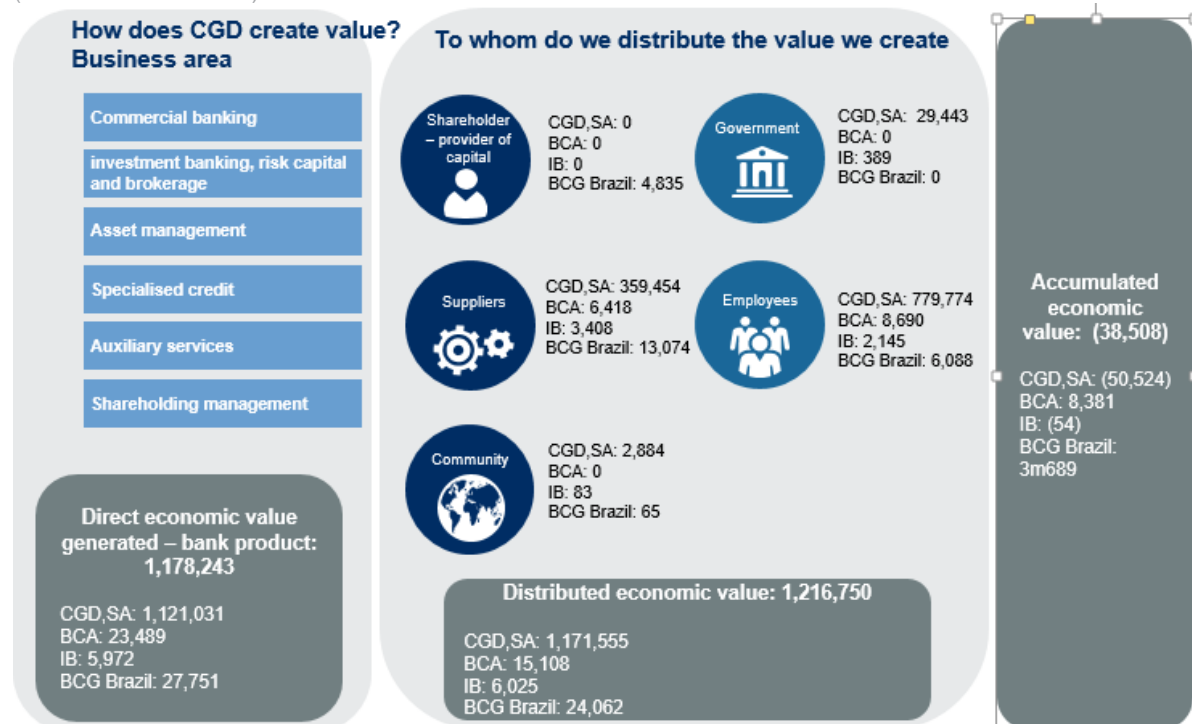 How does CGD create value?
Business area
Commercial banking
investment banking, risk capital
and brokerage
Asset management
Specialised credit
Auxiliary services
Shareholding management
Direct economic value
generated – bank product:
1,178,243
CGD,SA: 1,121,031
BCA: 23,489
IB: 5,972
BCG Brazil: 27,751
To whom do we distribute the value we create
Shareholder
– provider of
capital
CGD,SA: 0
BCA: 0
IB: 0
BCG Brazil: 4,835
Government
CGD,SA: 29,443
BCA: 0
IB: 389
BCG Brazil: 0
Suppliers
CGD,SA: 359,454
BCA: 6,418
IB: 3,408
BCG Brazil: 13,074
Employees
CGD,SA: 779,774
BCA: 8,690
IB: 2,145
BCG Brazil: 6,088
Community
CGD,SA: 2,884
BCA: 0
IB: 83
BCG Brazil: 65
Distributed economic value: 1,216,750
CGD,SA: 1,171,555
BCA: 15,108
IB: 6,025
BCG Brazil: 24,062
Accumulated
economic
value: (38,508)
CGD,SA: (50,524)
BCA: 8,381
IB: (54)
BCG Brazil:
3m689